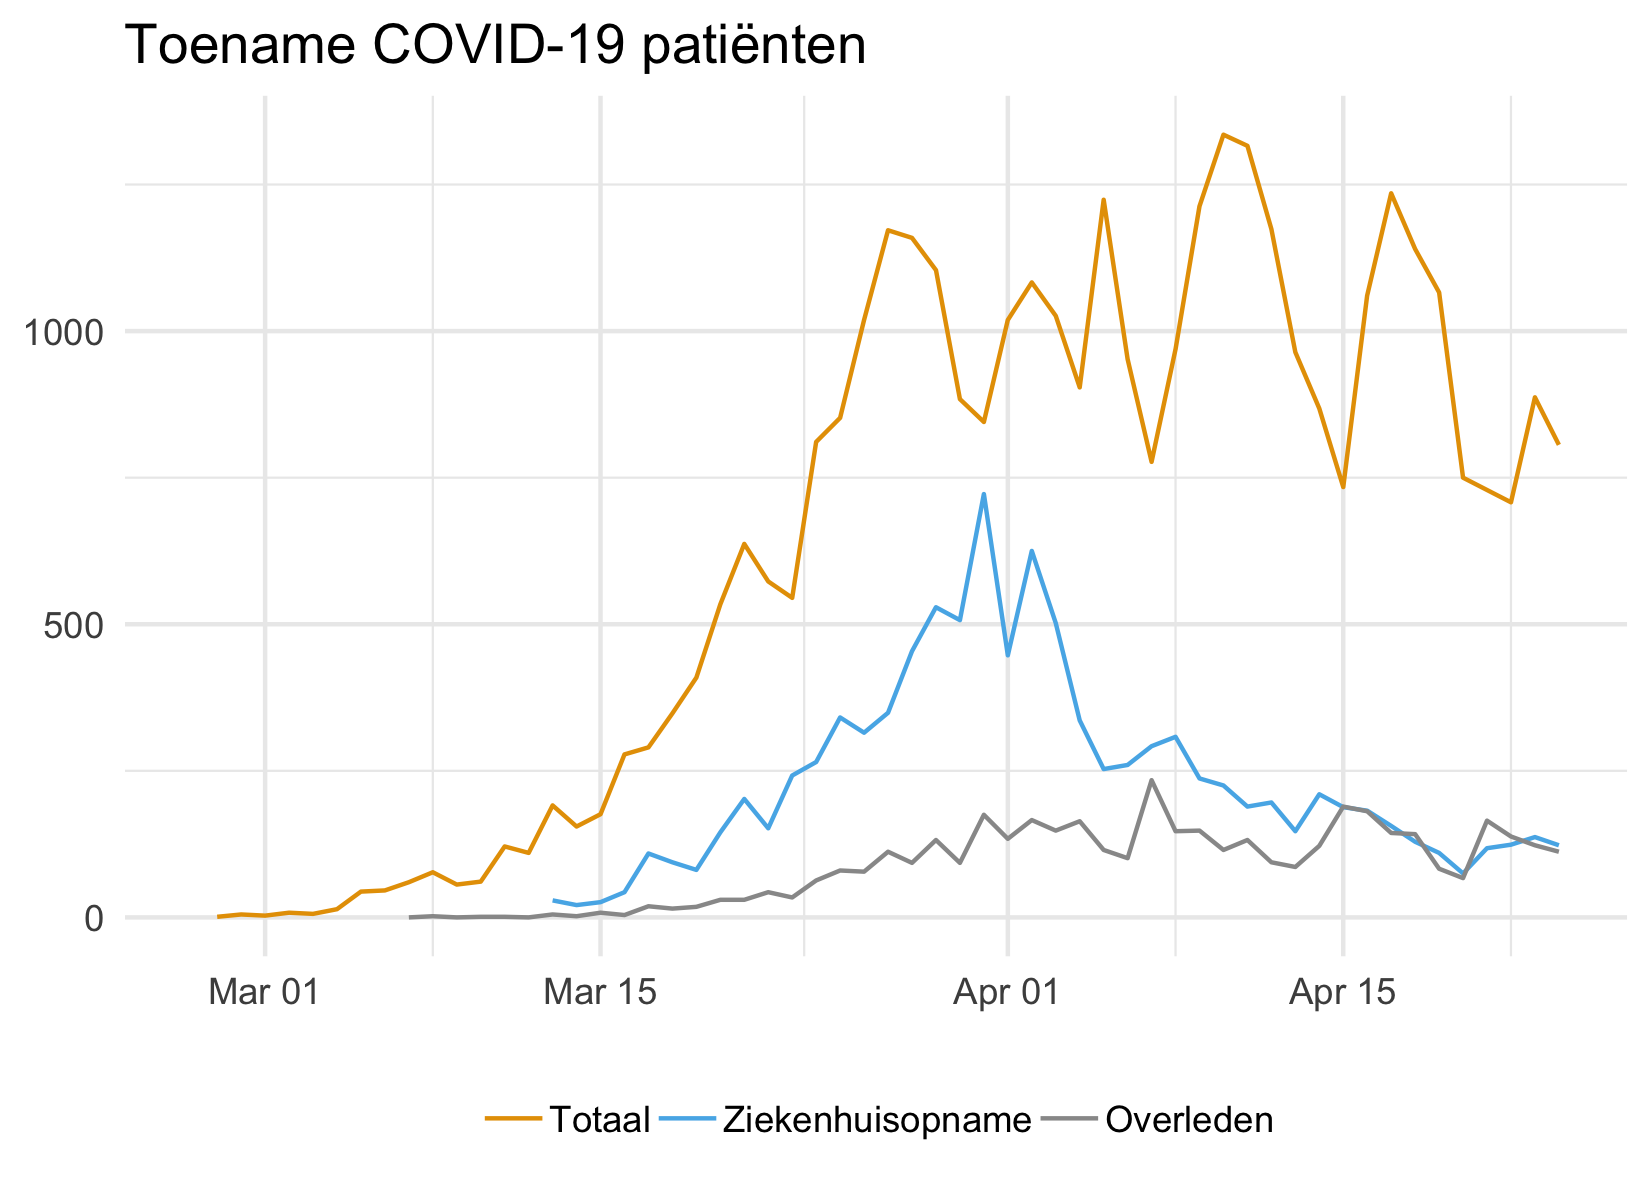 Toename COVID-19 patiënten
1000
500
0
Mar 01 Mar 15 Apr 01 Apr 15
Totaal Ziekenhuisopname Overleden